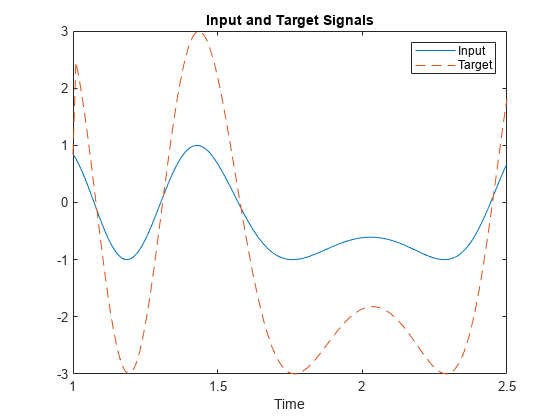 Input and Target Signals
Input
Target
3
2
1
0
-1
-2
-3
1
1.5
2
2.5
Time